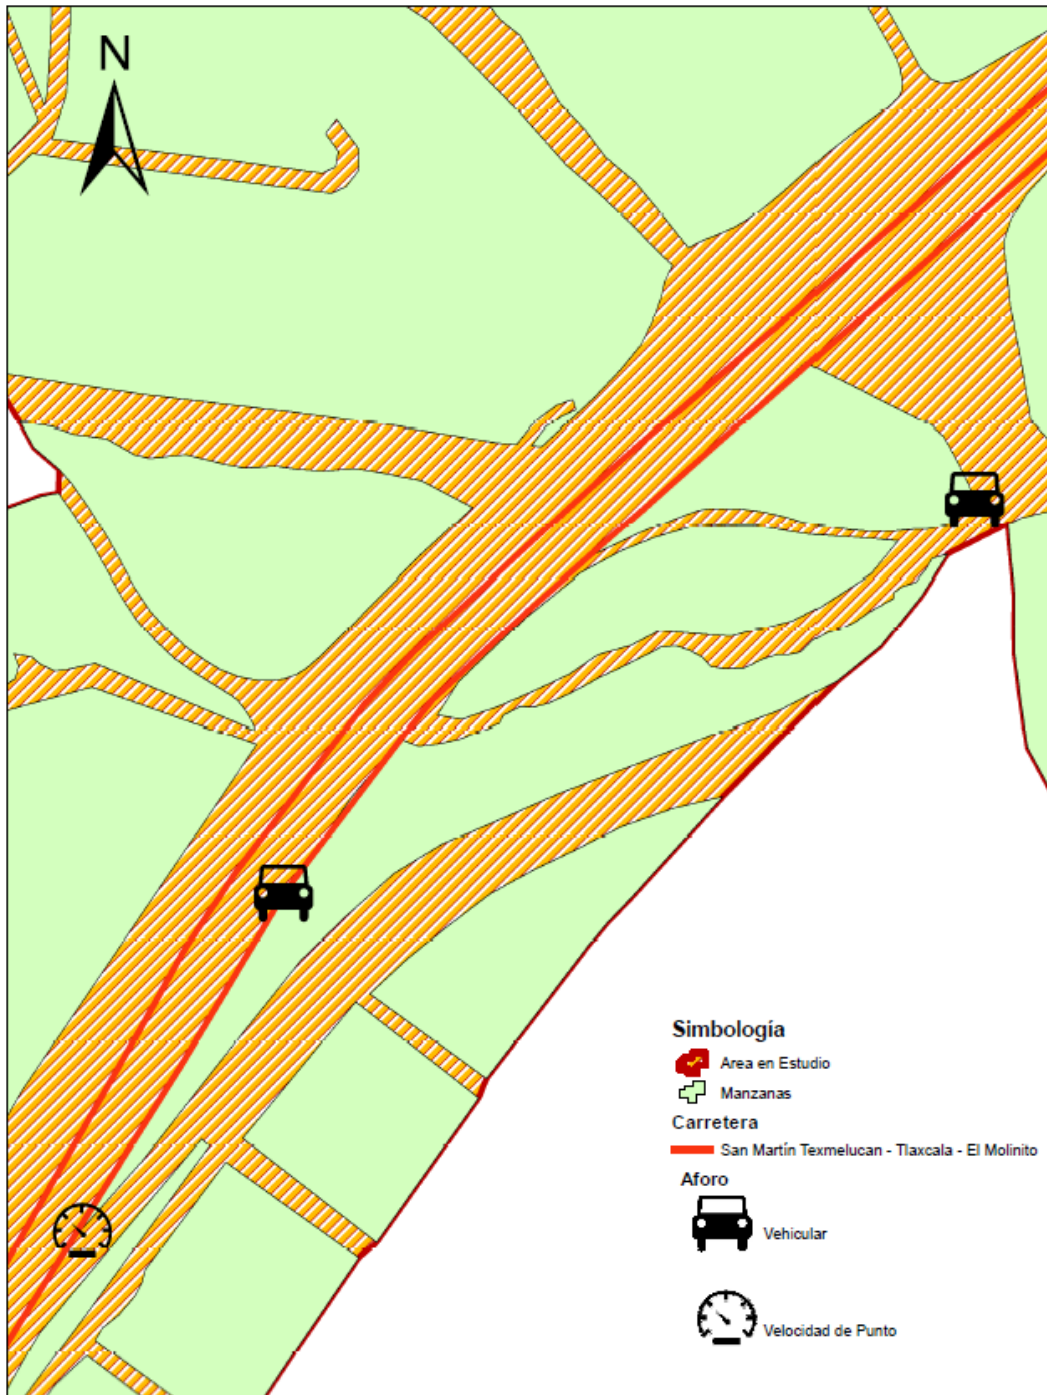 N
Simbología
Area en Estudio
Manzanas
Carretera
San Martín Texmelucan - Tlaxcala - El Molinito
Aforo
Vehicular
Velocidad de Punto